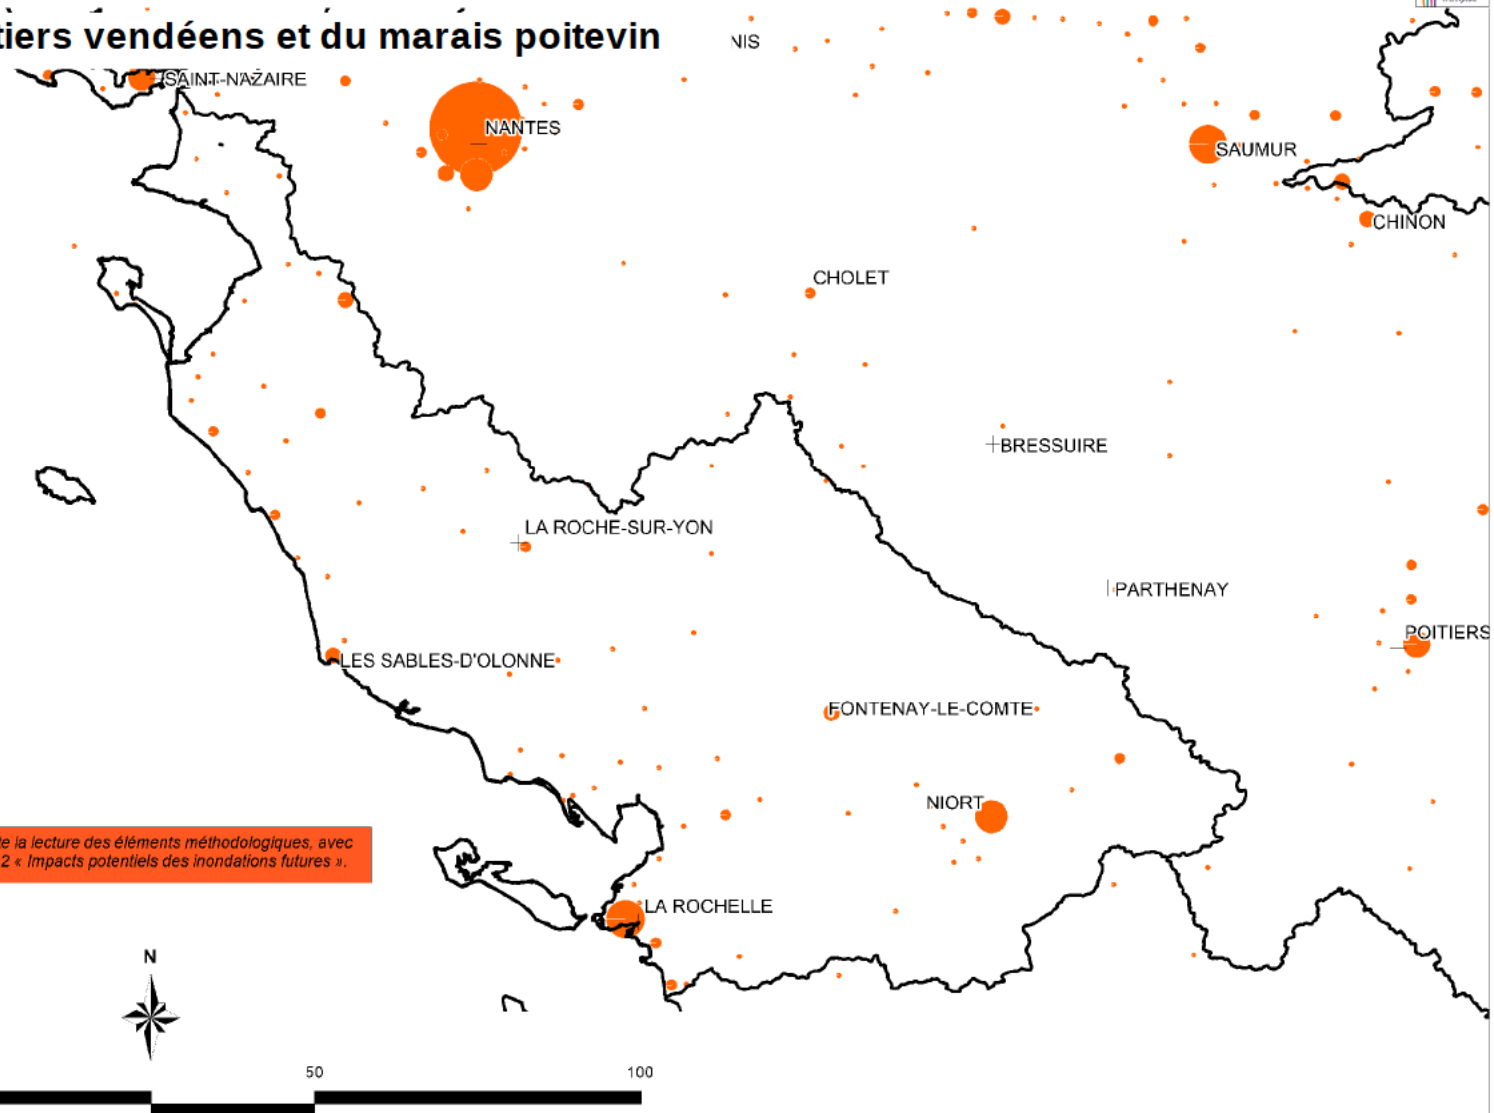 tiers vendéens et du marais poitevin
NIS
SAINT-NAZAIRE
NANTES
SAUMUR
CHINON
CHOLET
BRESSUIRE
LA ROCHE-SUR-YON
PARTHENAY
POITIERS
LES SABLES-D'OLONNE
FONTENAY-LE-COMTE
NIORT
te la lecture des éléments méthodologiques, avec
2 « Impacts potentiels des inondations futures ».
LA ROCHELLE
N
50 100